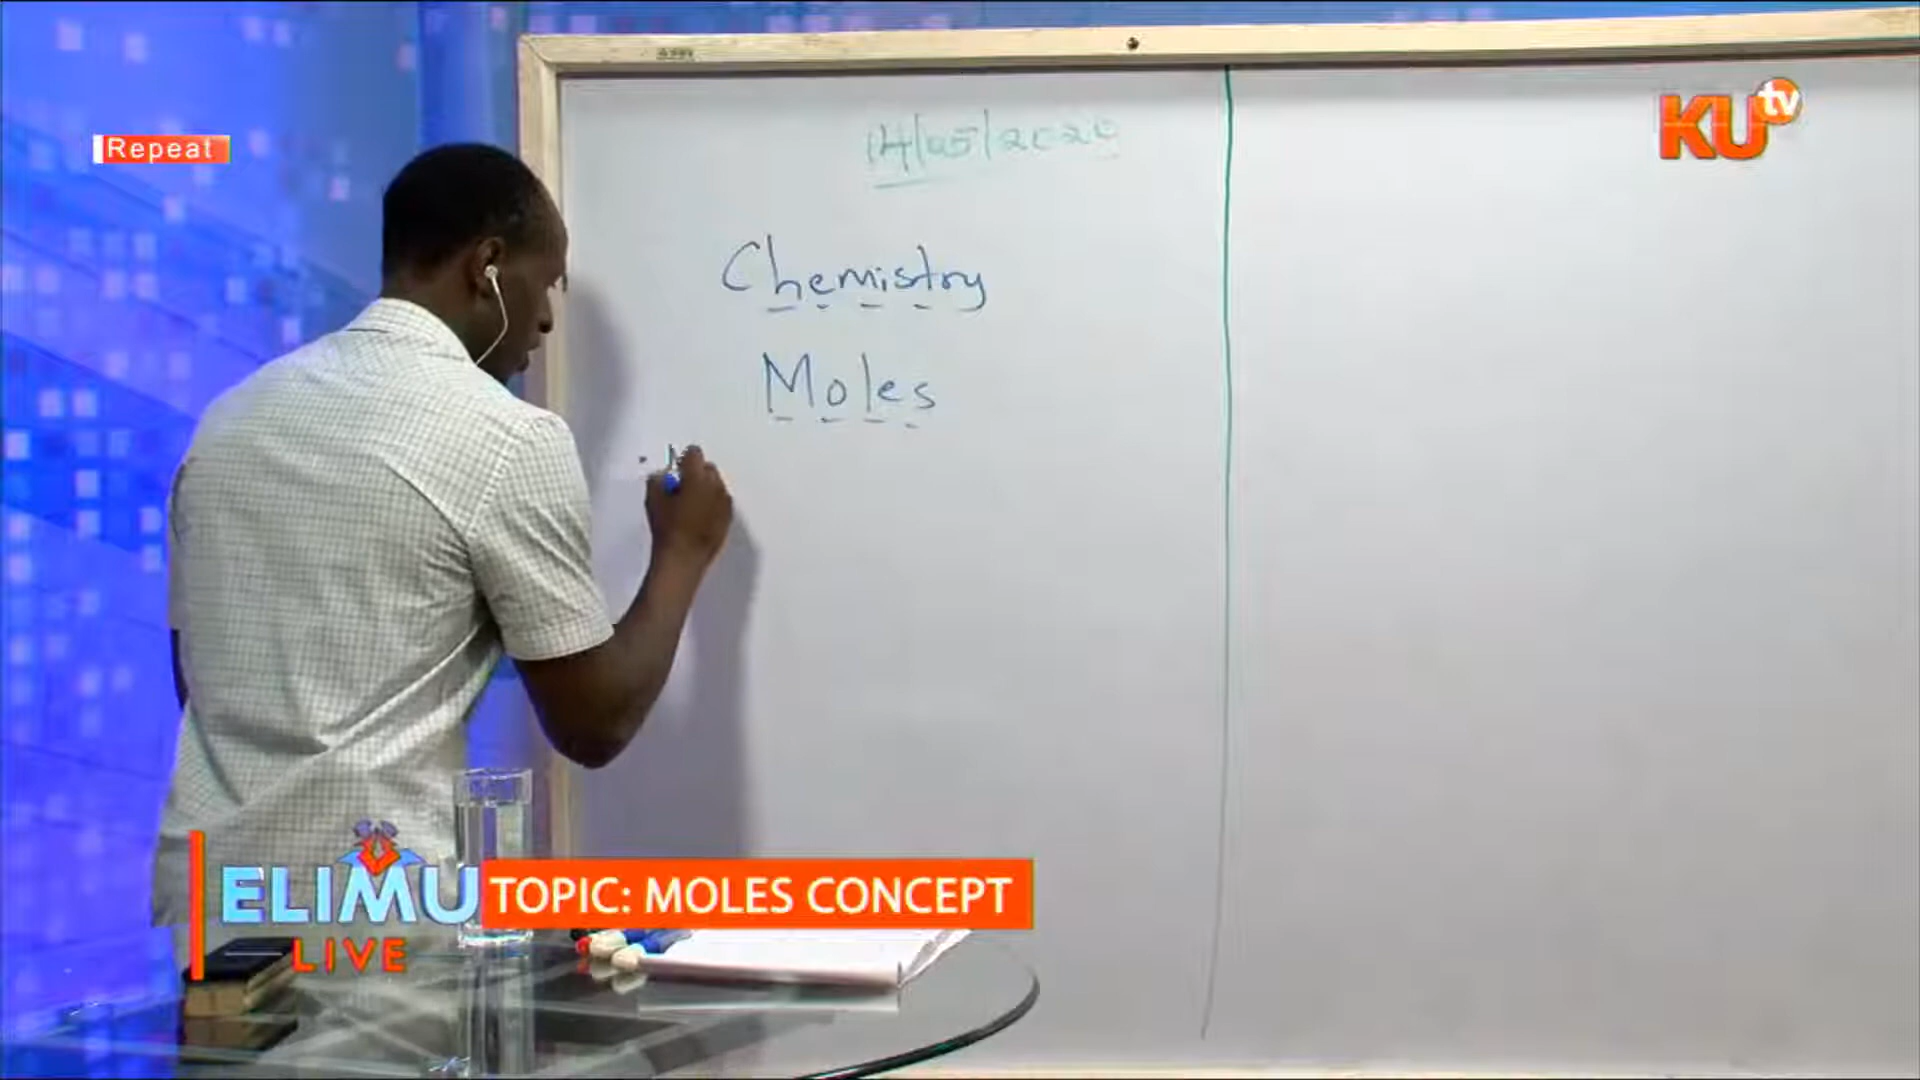 Repeat
KU tv
14/05/2020
Chemistry
Moles
ELIMU
LIVE
TOPIC: MOLES CONCEPT